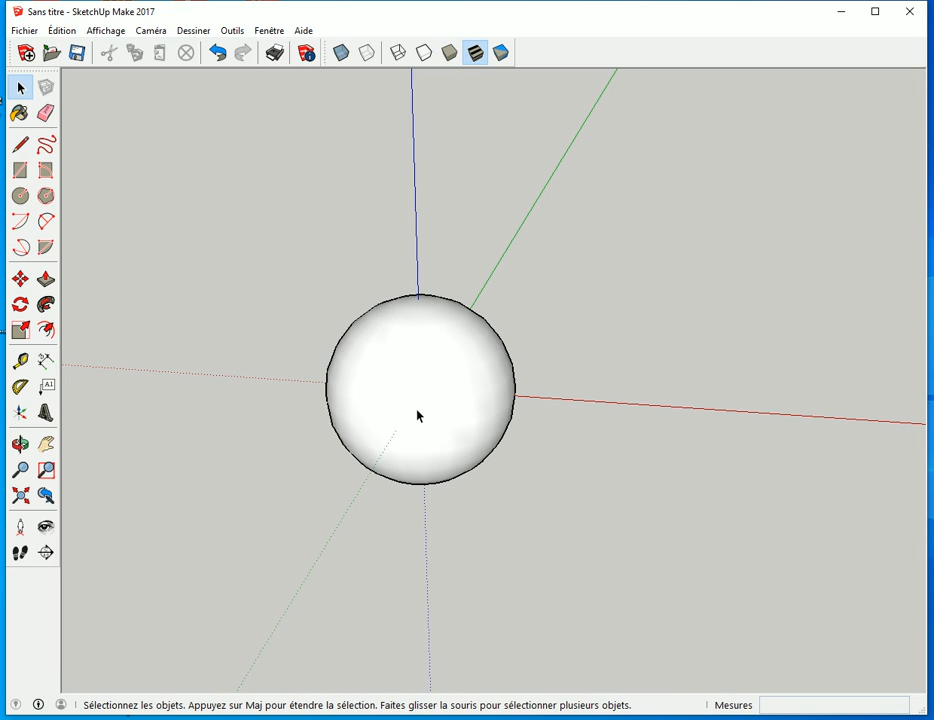 Sans titre - SketchUp Make 2017
Fichier Édition Affichage Caméra Dessiner Outils Fenêtre Aide
A1
Sélectionnez les objets. Appuyez sur Maj pour étendre la sélection. Faites glisser la souris pour sélectionner plusieurs objets. Mesures